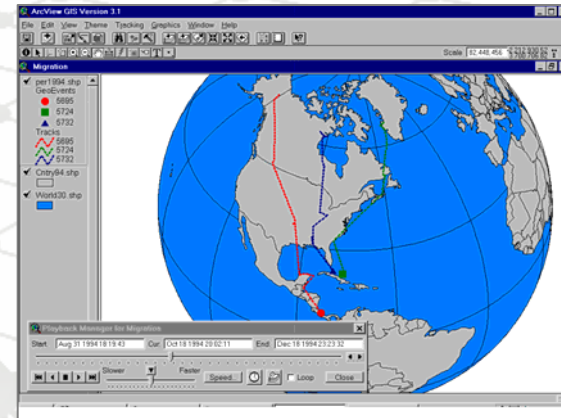 ArcView GIS Version 3.1
File Edit View Theme Tracking Graphics Window Help
Scale 82,448,456
Migration
per1994.shp
GeoEvents
5695
5724
5732
Tracks
5695
5724
5732
Cntry94.shp
World30.shp
Playback Manager for Migration
Start Aug 31 1994 18:19:43 Cur. Oct 18 1994 20:02:11 End Dec 18 1994 23:23:32
Slower Faster
Speed... Loop Close